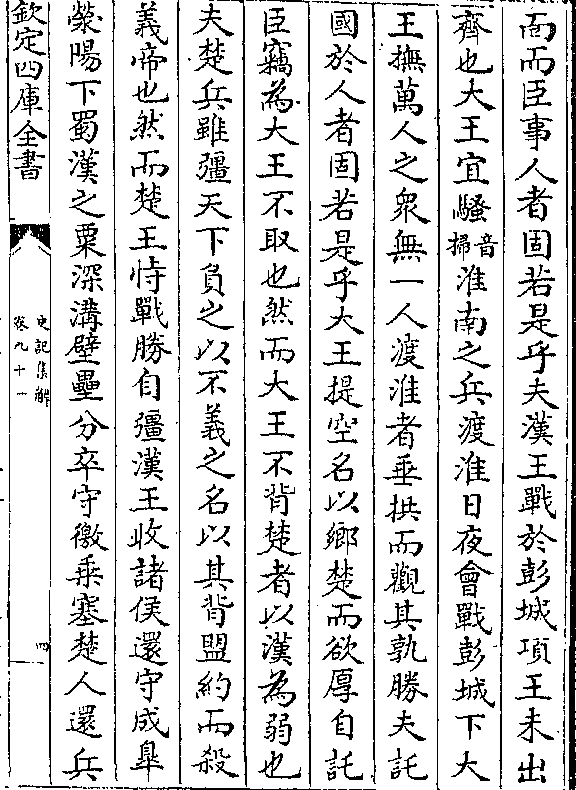 面而臣事人者固若是乎夫漢王戰於彭城項王未出
齊也大王宜騷音掃淮南之兵渡淮日夜會戰彭城下大
王撫萬人之衆無一人渡淮者垂拱而觀其孰勝夫託
國於人者固若是乎大王提空名以鄉楚而欲厚自託
臣竊為大王不取也然而大王不背楚者以漢為弱也
夫楚兵雖彊天下負之以不義之名以其背盟約而殺
義帝也然而楚王恃戰勝自彊漢王收諸侯還守成臯
滎陽下蜀漢之粟深溝壁壘分卒守徼乘塞楚人還兵
欽定四庫全書
史記集解
卷九十一
四